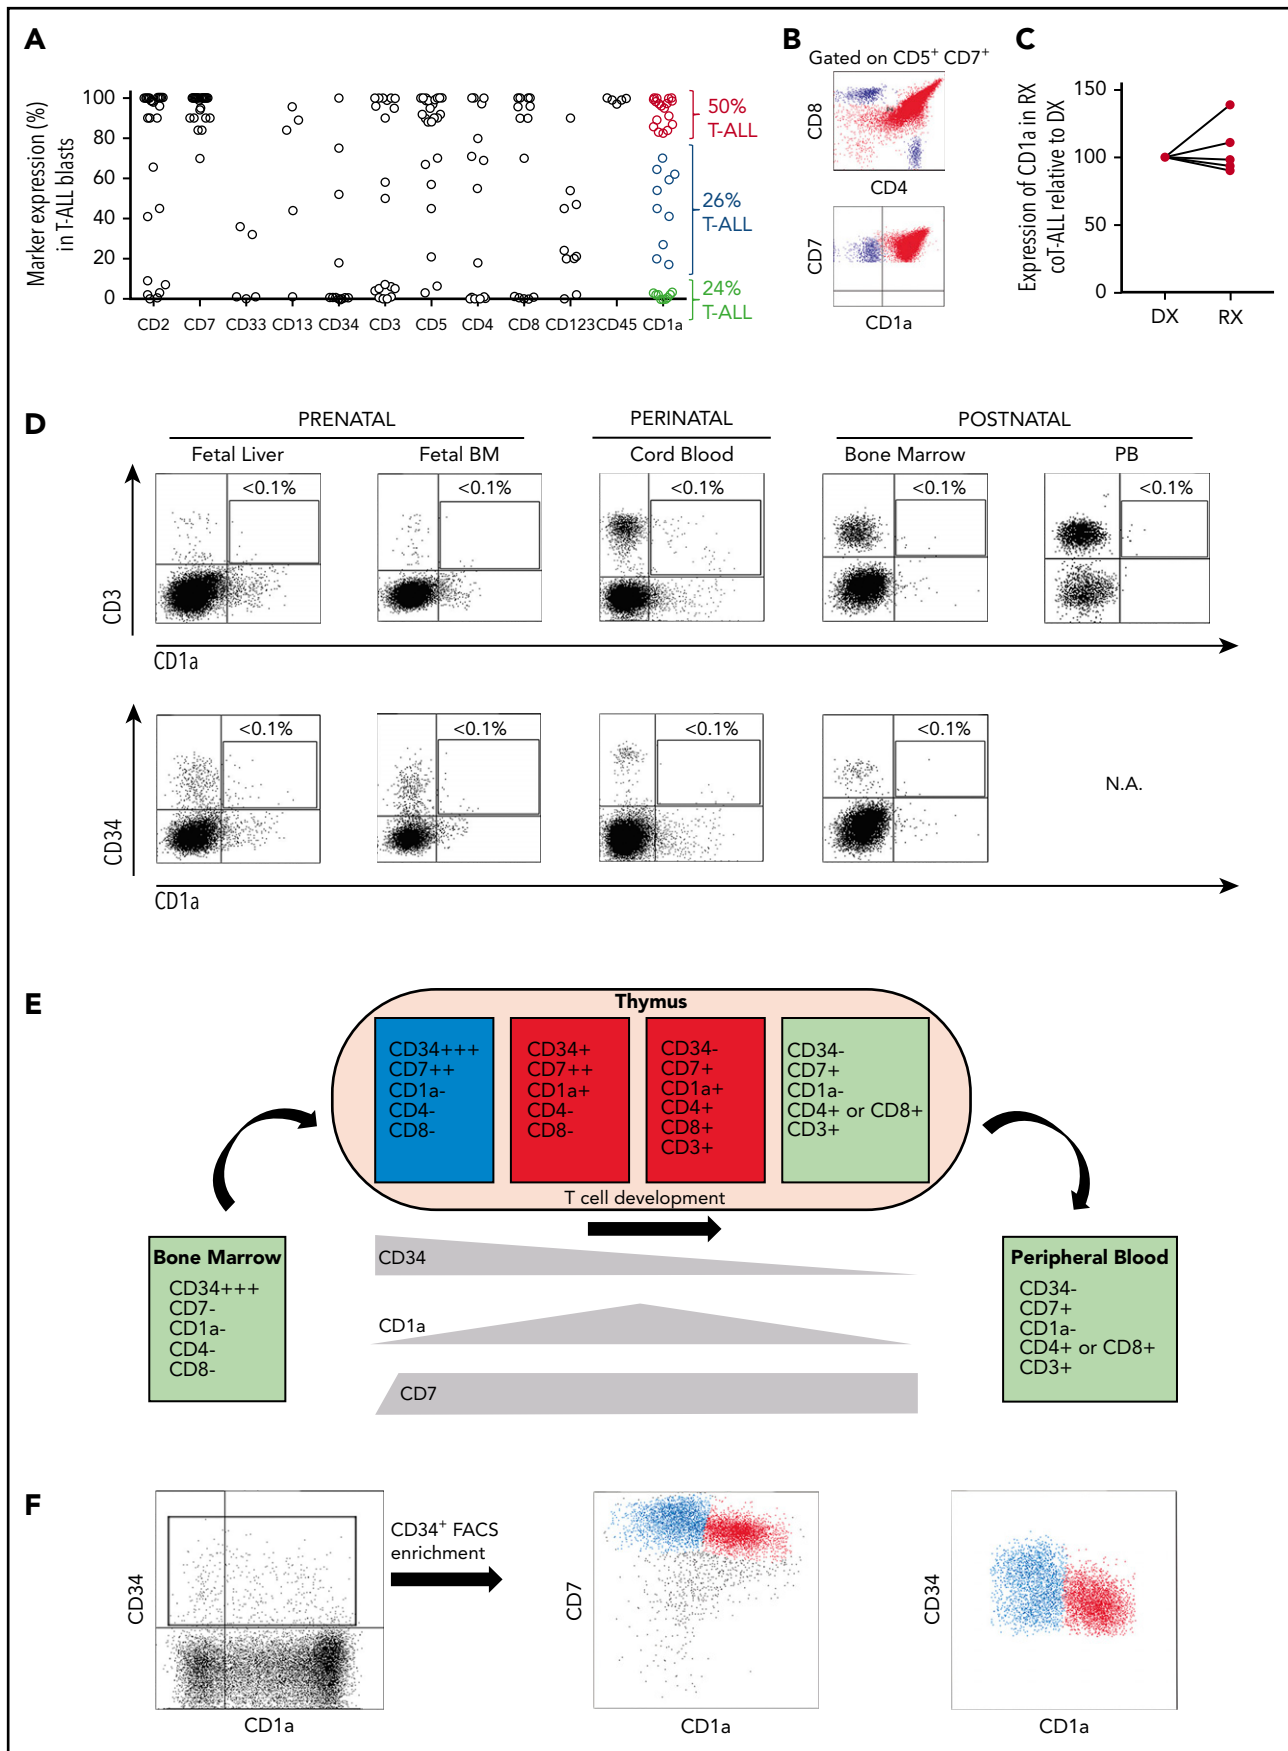 A
Marker expression (%)
in T-ALL blasts
100
80
60
40
20
0
CD2 CD7 CD33 CD13 CD34 CD3 CD5 CD4 CD8 CD123 CD45 CD1a
50%
T-ALL
26%
T-ALL
24%
T-ALL
B
Gated on CD5+ CD7+
CD8
CD4
CD7
CD1a
C
Expression of CD1a in RX
coT-ALL relative to DX
150
100
50
0
DX RX
D
PRENATAL PERINATAL POSTNATAL
Fetal Liver Fetal BM Cord Blood Bone Marrow PB
<0.1% <0.1% <0.1% <0.1% <0.1%
CD3
CD1a
<0.1% <0.1% <0.1% <0.1%
N.A.
CD34
CD1a
E
Thymus
CD34+++
CD7++
CD1a-
CD4-
CD8-
CD34+
CD7++
CD1a+
CD4-
CD8-
CD34-
CD7+
CD1a+
CD4+
CD8+
CD3+
CD34-
CD7+
CD1a-
CD4+ or CD8+
CD3+
T cell development
Bone Marrow
CD34+++
CD7-
CD1a-
CD4-
CD8-
CD34
CD1a
CD7
Peripheral Blood
CD34-
CD7+
CD1a-
CD4+ or CD8+
CD3+
F
CD34
CD1a
CD34+ FACS
enrichment
CD7
CD1a
CD34
CD1a